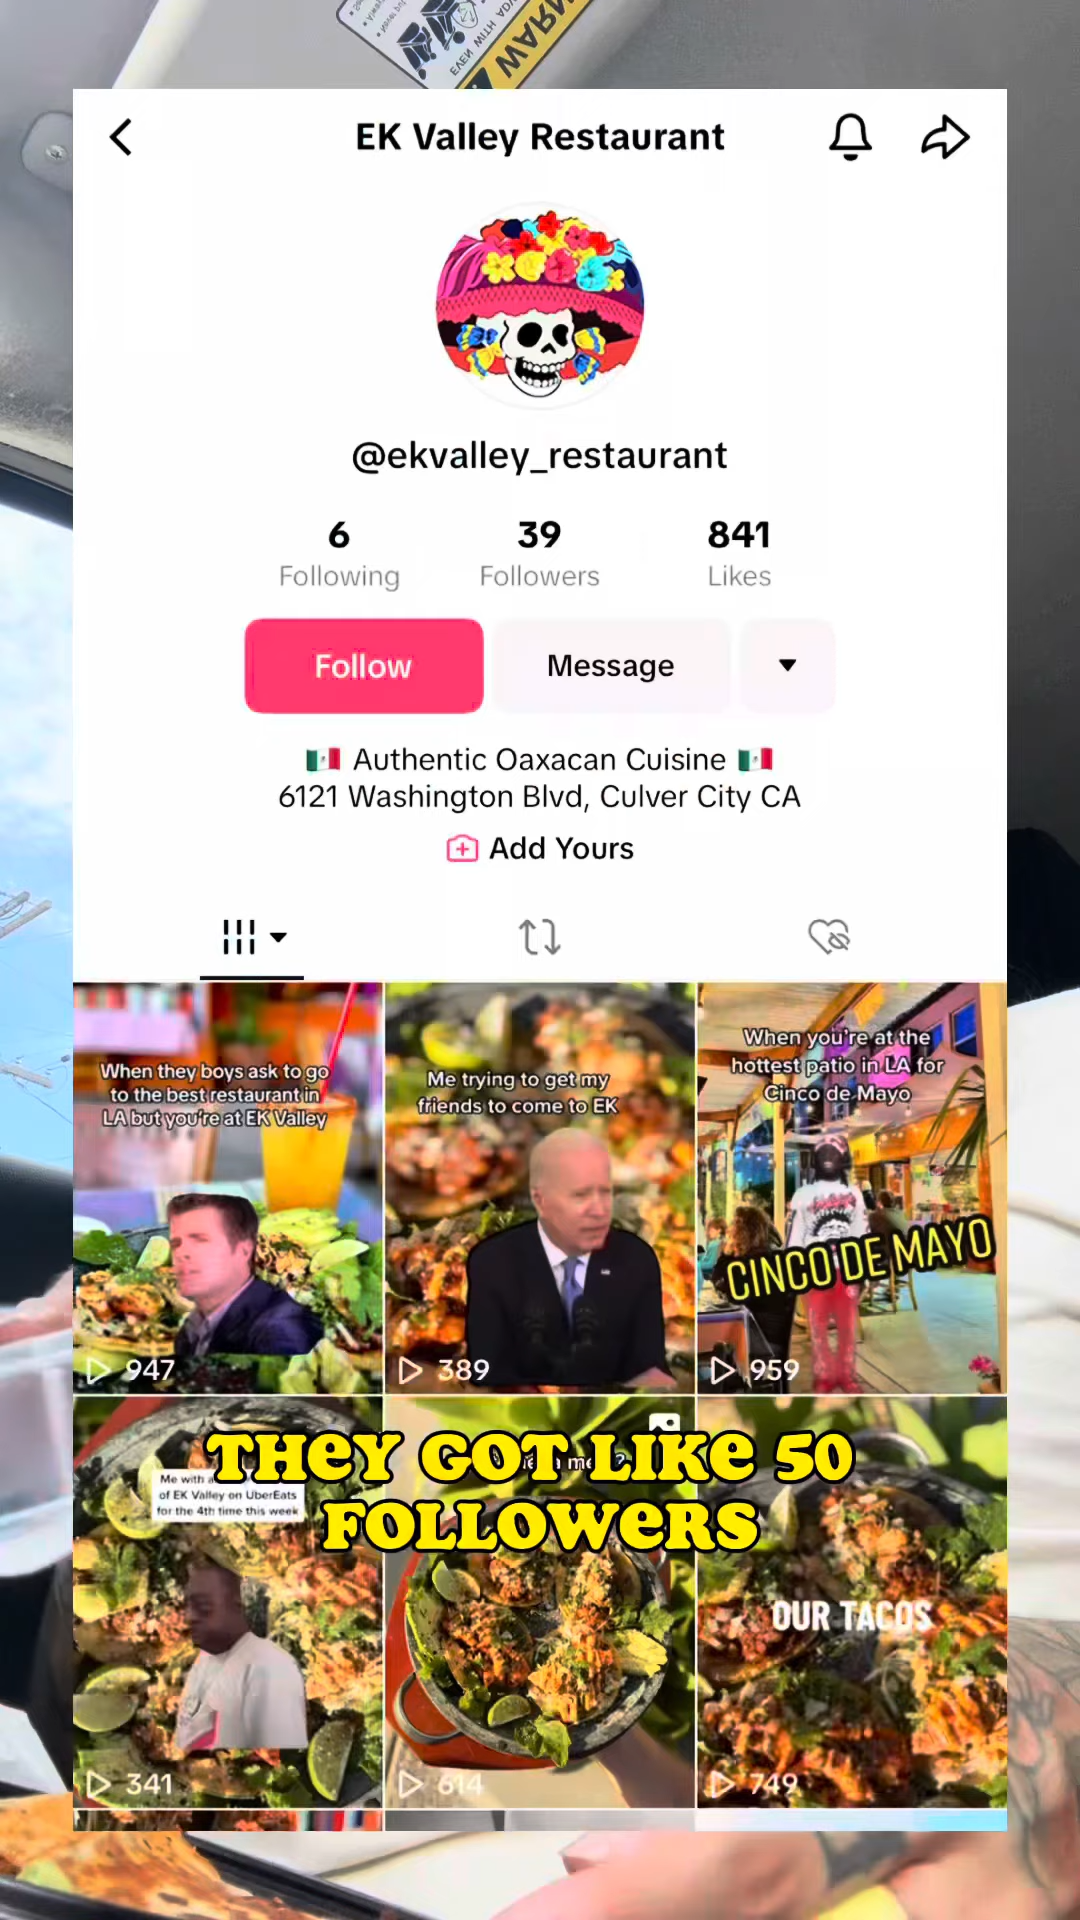 WARNI
EK Valley Restaurant
@ekvalley_restaurant
6
39
841
Following
Followers
Likes
Follow
Message
🇲🇽 Authentic Oaxacan Cuisine 🇲🇽
6121 Washington Blvd, Culver City CA
Add Yours
When they boys ask to go
to the best restaurant in
LA but you're at EK Valley
947
Me trying to get my
friends to come to EK
389
When you're at the
hottest patio in LA for
Cinco de Mayo
CINCO DE MAYO
959
THEY GOT LIKE 50
FOLLOWERS
Me with
of EK Valley on UberEats
for the 4th time this week
341
614
OUR TACOS
749